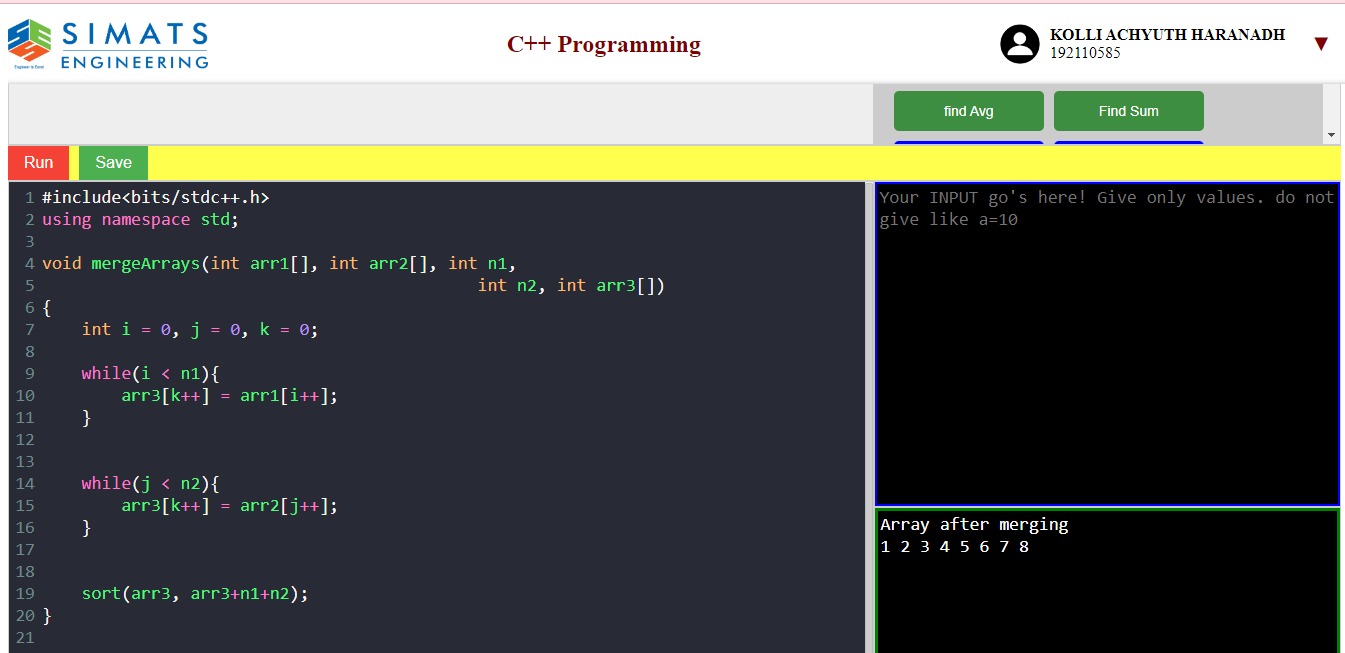 SIMATS
ENGINEERING
Engineer to Excel
C++ Programming
KOLLI ACHYUTH HARANADH
192110585
find Avg
Find Sum
Run
Save
1 #include<bits/stdc++.h>
2 using namespace std;
3
4 void mergeArrays(int arr1[], int arr2[], int n1,
5                                             int n2, int arr3[])
6 {
7     int i = 0, j = 0, k = 0;
8
9     while(i < n1){
10         arr3[k++] = arr1[i++];
11     }
12
13
14     while(j < n2){
15         arr3[k++] = arr2[j++];
16     }
17
18
19     sort(arr3, arr3+n1+n2);
20 }
21
Your INPUT go's here! Give only values. do not
give like a=10
Array after merging
1 2 3 4 5 6 7 8